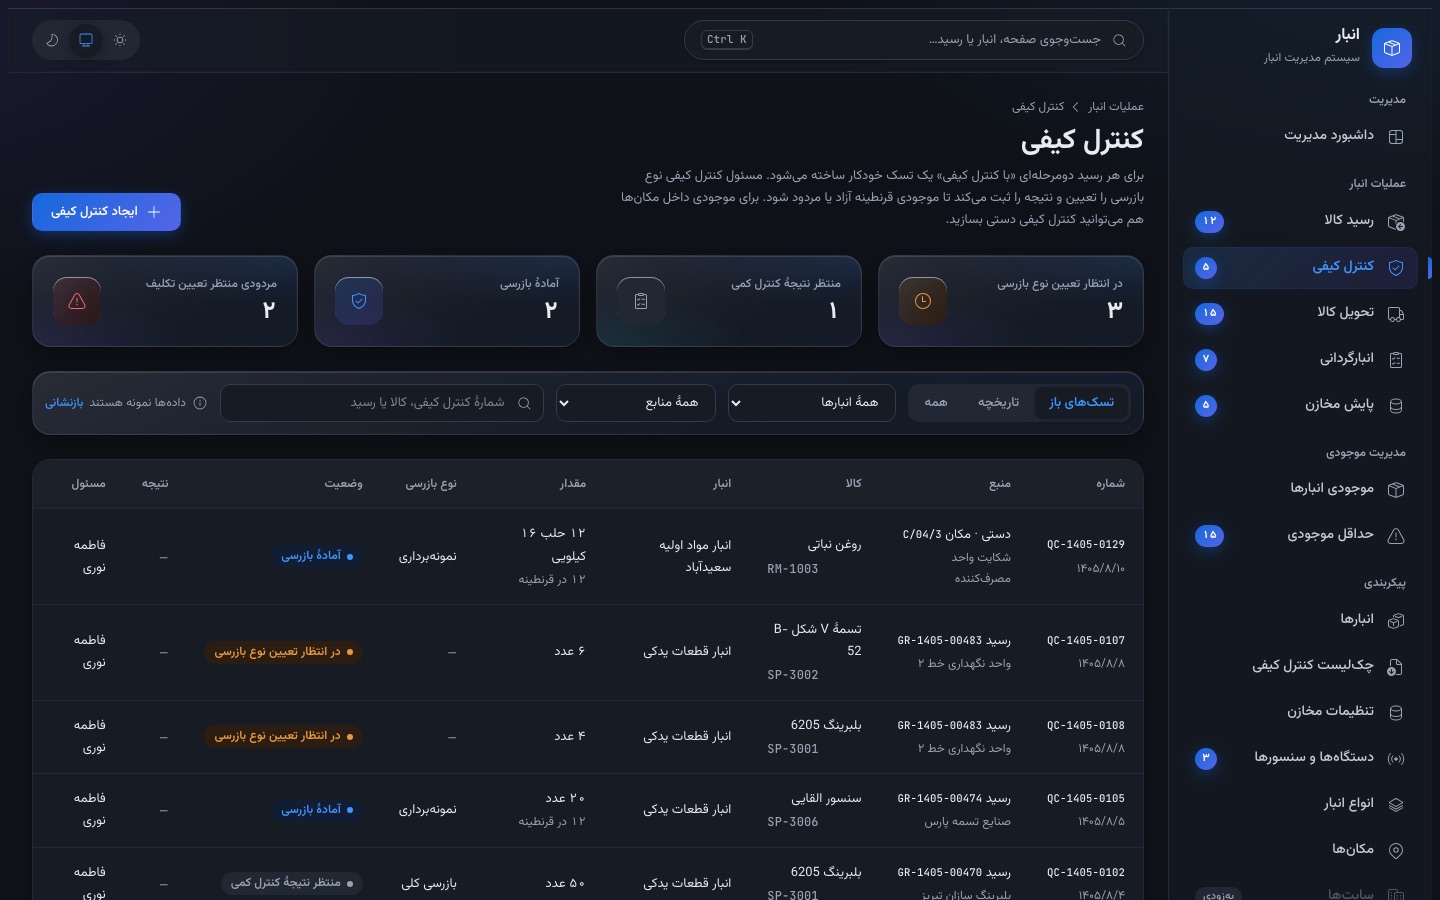 انبار
سیستم مدیریت انبار
مدیریت
داشبورد مدیریت
عملیات انبار
رسید کالا ۱۲
کنترل کیفی ۵
تحویل کالا ۱۵
انبارگردانی ۷
پایش مخازن ۵
مدیریت موجودی
موجودی انبارها
حداقل موجودی ۱۵
پیکربندی
انبارها
چک‌لیست کنترل کیفی
تنظیمات مخازن
دستگاه‌ها و سنسورها ۳
انواع انبار
مکان‌ها
سایت‌ها به‌زودی
جست‌وجوی صفحه، انبار یا رسید... Ctrl K
عملیات انبار کنترل کیفی
کنترل کیفی
برای هر رسید دومرحله‌ای «با کنترل کیفی» یک تسک خودکار ساخته می‌شود. مسئول کنترل کیفی نوع
بازرسی را تعیین و نتیجه را ثبت می‌کند تا موجودی قرنطینه آزاد یا مردود شود. برای موجودی داخل مکان‌ها
هم می‌توانید کنترل کیفی دستی بسازید.
ایجاد کنترل کیفی
در انتظار تعیین نوع بازرسی
۳
منتظر نتیجهٔ کنترل کمی
۱
آمادهٔ بازرسی
۲
مردودی منتظر تعیین تکلیف
۲
تسک‌های باز تاریخچه همه همهٔ انبارها همهٔ منابع شمارهٔ کنترل کیفی، کالا یا رسید داده‌ها نمونه هستند بازنشانی
شماره منبع کالا انبار مقدار نوع بازرسی وضعیت نتیجه مسئول
QC-1405-0129
۱۴۰۵/۸/۱۰
دستی · مکان C/04/3
شکایت واحد
مصرف‌کننده
روغن نباتی
RM-1003
انبار مواد اولیه
سعیدآباد
۱۲ حلب ۱۶
کیلویی
۱۲ در قرنطینه
نمونه‌برداری
آمادهٔ بازرسی
—
فاطمه
نوری
QC-1405-0107
۱۴۰۵/۸/۸
رسید GR-1405-00483
واحد نگهداری خط ۲
تسمهٔ V شکل B-
52
SP-3002
انبار قطعات یدکی
۶ عدد
—
در انتظار تعیین نوع بازرسی
—
فاطمه
نوری
QC-1405-0108
۱۴۰۵/۸/۸
رسید GR-1405-00483
واحد نگهداری خط ۲
بلبرینگ 6205
SP-3001
انبار قطعات یدکی
۴ عدد
—
در انتظار تعیین نوع بازرسی
—
فاطمه
نوری
QC-1405-0105
۱۴۰۵/۸/۵
رسید GR-1405-00474
صنایع تسمه پارس
سنسور القایی
SP-3006
انبار قطعات یدکی
۲۰ عدد
۱۲ در قرنطینه
نمونه‌برداری
آمادهٔ بازرسی
—
فاطمه
نوری
QC-1405-0102
۱۴۰۵/۸/۴
رسید GR-1405-00470
بلبرینگ سازان تبریز
بلبرینگ 6205
SP-3001
انبار قطعات یدکی
۵۰ عدد
بازرسی کلی
منتظر نتیجهٔ کنترل کمی
—
فاطمه
نوری